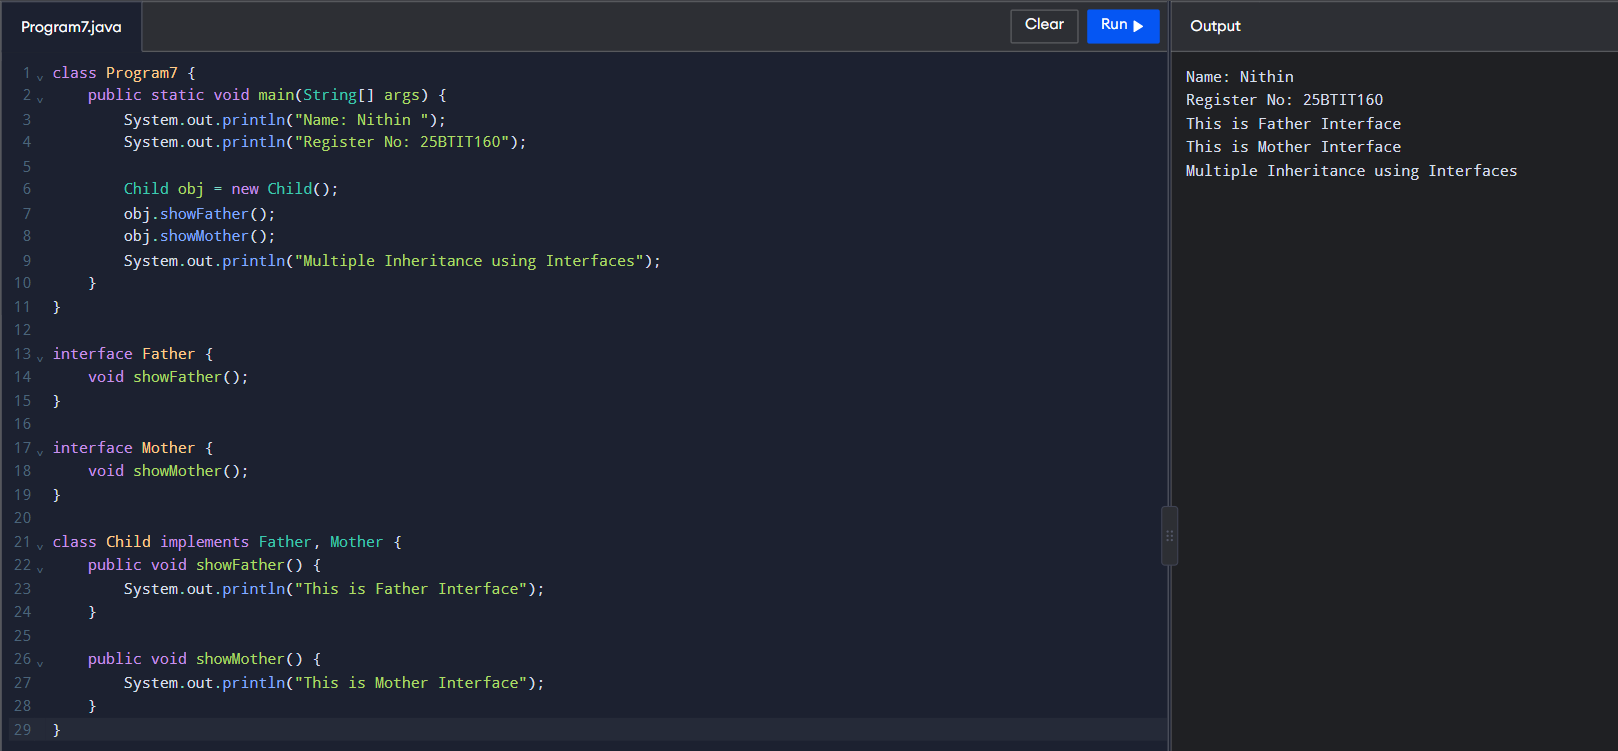 Program7.java
Clear
Run
Output
1 class Program7 {
2     public static void main(String[] args) {
3         System.out.println("Name: Nithin ");
4         System.out.println("Register No: 25BTIT160");
5
6         Child obj = new Child();
7         obj.showFather();
8         obj.showMother();
9         System.out.println("Multiple Inheritance using Interfaces");
10     }
11 }
12
13 interface Father {
14     void showFather();
15 }
16
17 interface Mother {
18     void showMother();
19 }
20
21 class Child implements Father, Mother {
22     public void showFather() {
23         System.out.println("This is Father Interface");
24     }
25
26     public void showMother() {
27         System.out.println("This is Mother Interface");
28     }
29 }
Name: Nithin
Register No: 25BTIT160
This is Father Interface
This is Mother Interface
Multiple Inheritance using Interfaces